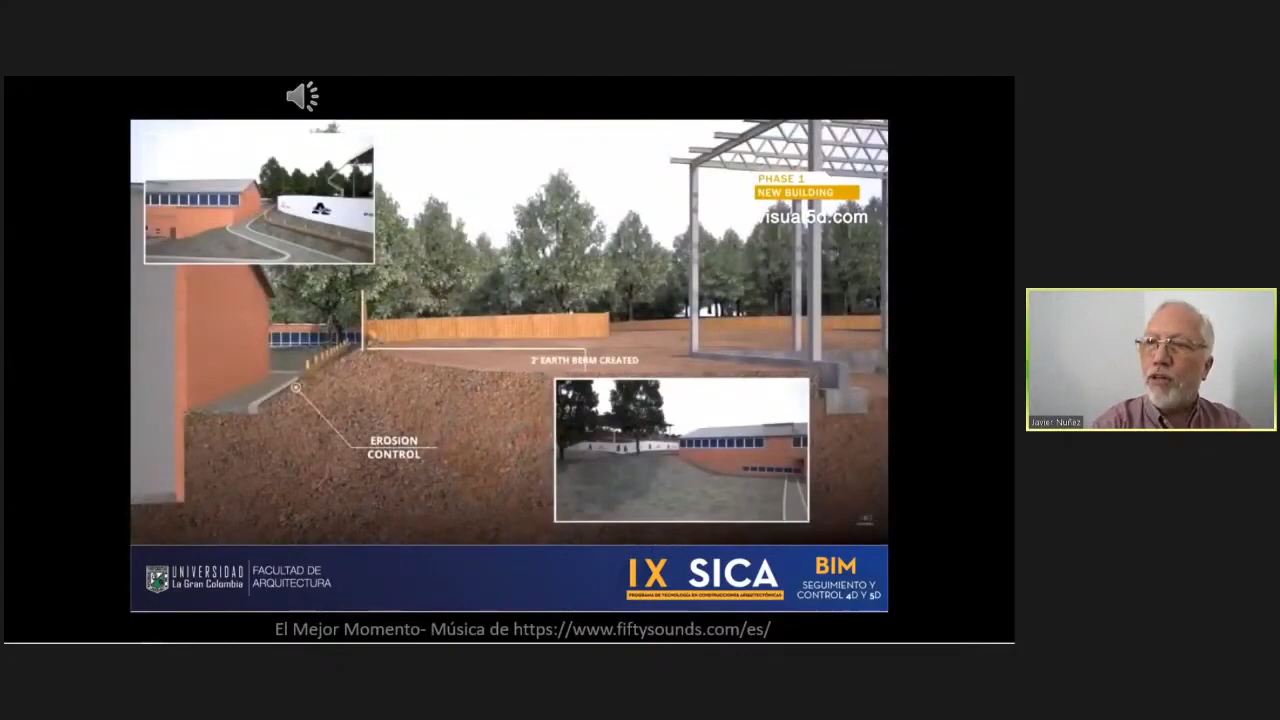 PHASE 1
NEW BUILDING
visual5d.com
2' EARTH BERM CREATED
EROSION
CONTROL
UNIVERSIDAD
La Gran Colombia
FACULTAD DE
ARQUITECTURA
IX SICA
PROGRAMA DE TECNOLOGÍA EN CONSTRUCCIONES ARQUITECTÓNICAS
BIM
SEGUIMIENTO Y
CONTROL 4D Y 5D
El Mejor Momento- Música de https://www.fiftysounds.com/es/
Javier Nuñez